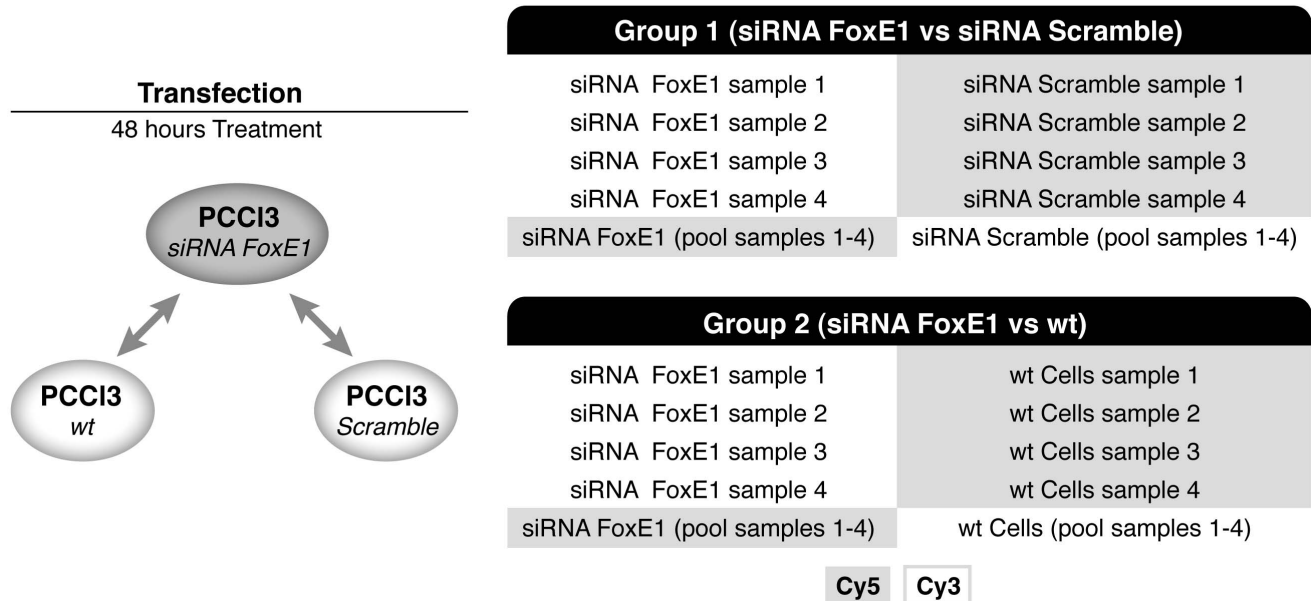 Transfection
48 hours Treatment
PCCl3
siRNA FoxE1
PCCl3
wt
PCCl3
Scramble
Group 1 (siRNA FoxE1 vs siRNA Scramble)
siRNA FoxE1 sample 1 siRNA Scramble sample 1
siRNA FoxE1 sample 2 siRNA Scramble sample 2
siRNA FoxE1 sample 3 siRNA Scramble sample 3
siRNA FoxE1 sample 4 siRNA Scramble sample 4
siRNA FoxE1 (pool samples 1-4) siRNA Scramble (pool samples 1-4)
Group 2 (siRNA FoxE1 vs wt)
siRNA FoxE1 sample 1 wt Cells sample 1
siRNA FoxE1 sample 2 wt Cells sample 2
siRNA FoxE1 sample 3 wt Cells sample 3
siRNA FoxE1 sample 4 wt Cells sample 4
siRNA FoxE1 (pool samples 1-4) wt Cells (pool samples 1-4)
Cy5 Cy3